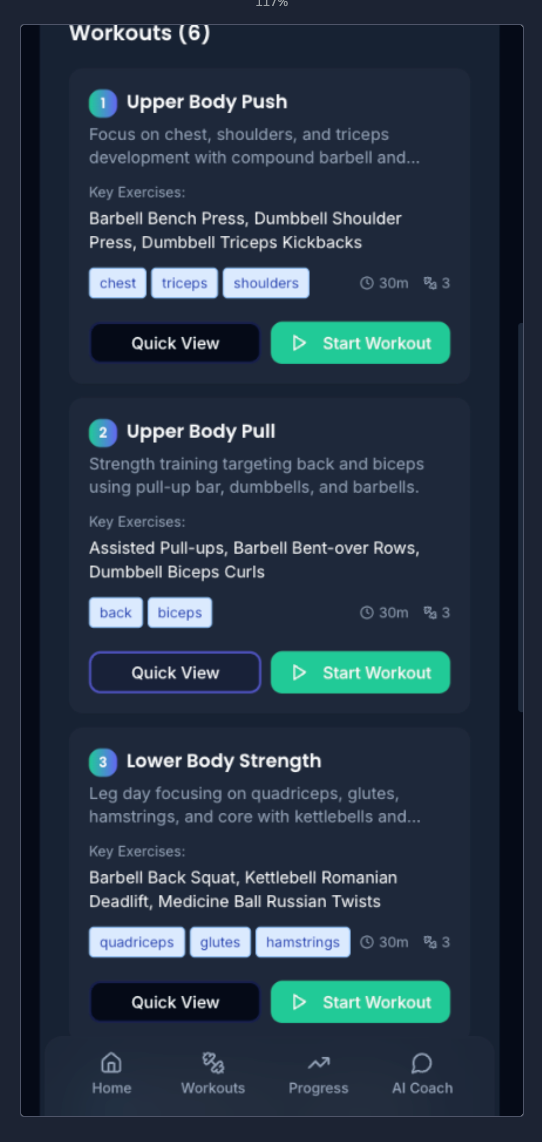 117%
Workouts (6)
1 Upper Body Push
Focus on chest, shoulders, and triceps
development with compound barbell and...
Key Exercises:
Barbell Bench Press, Dumbbell Shoulder
Press, Dumbbell Triceps Kickbacks
chest triceps shoulders 30m 3
Quick View Start Workout
2 Upper Body Pull
Strength training targeting back and biceps
using pull-up bar, dumbbells, and barbells.
Key Exercises:
Assisted Pull-ups, Barbell Bent-over Rows,
Dumbbell Biceps Curls
back biceps 30m 3
Quick View Start Workout
3 Lower Body Strength
Leg day focusing on quadriceps, glutes,
hamstrings, and core with kettlebells and...
Key Exercises:
Barbell Back Squat, Kettlebell Romanian
Deadlift, Medicine Ball Russian Twists
quadriceps glutes hamstrings 30m 3
Quick View Start Workout
Home Workouts Progress AI Coach